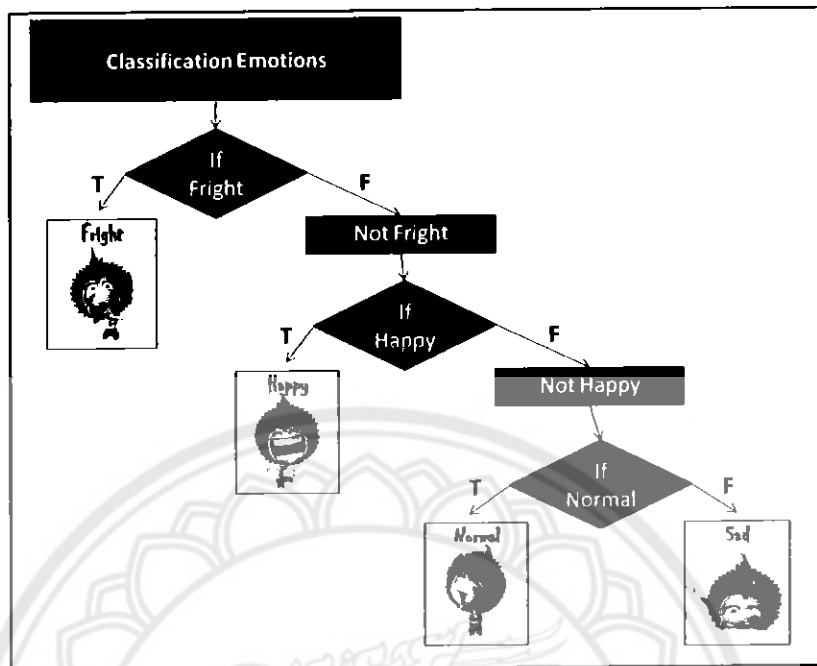 Classification Emotions
If
Fright
T
F
Fright
Not Fright
If
Happy
T
F
Happy
Not Happy
If
Normal
T
F
Normal
Sad